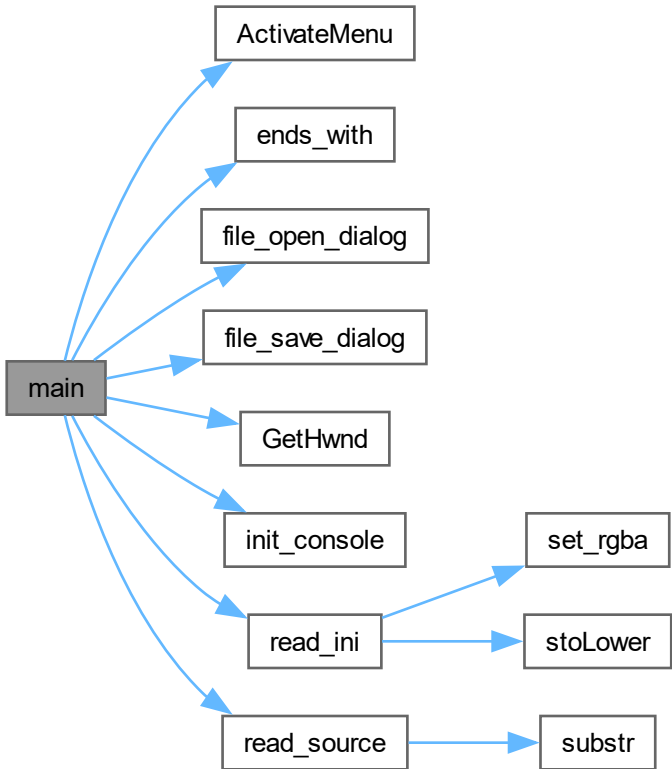 ActivateMenu
ends_with
file_open_dialog
file_save_dialog
main
GetHwnd
init_console
set_rgba
read_ini
stoLower
read_source
substr